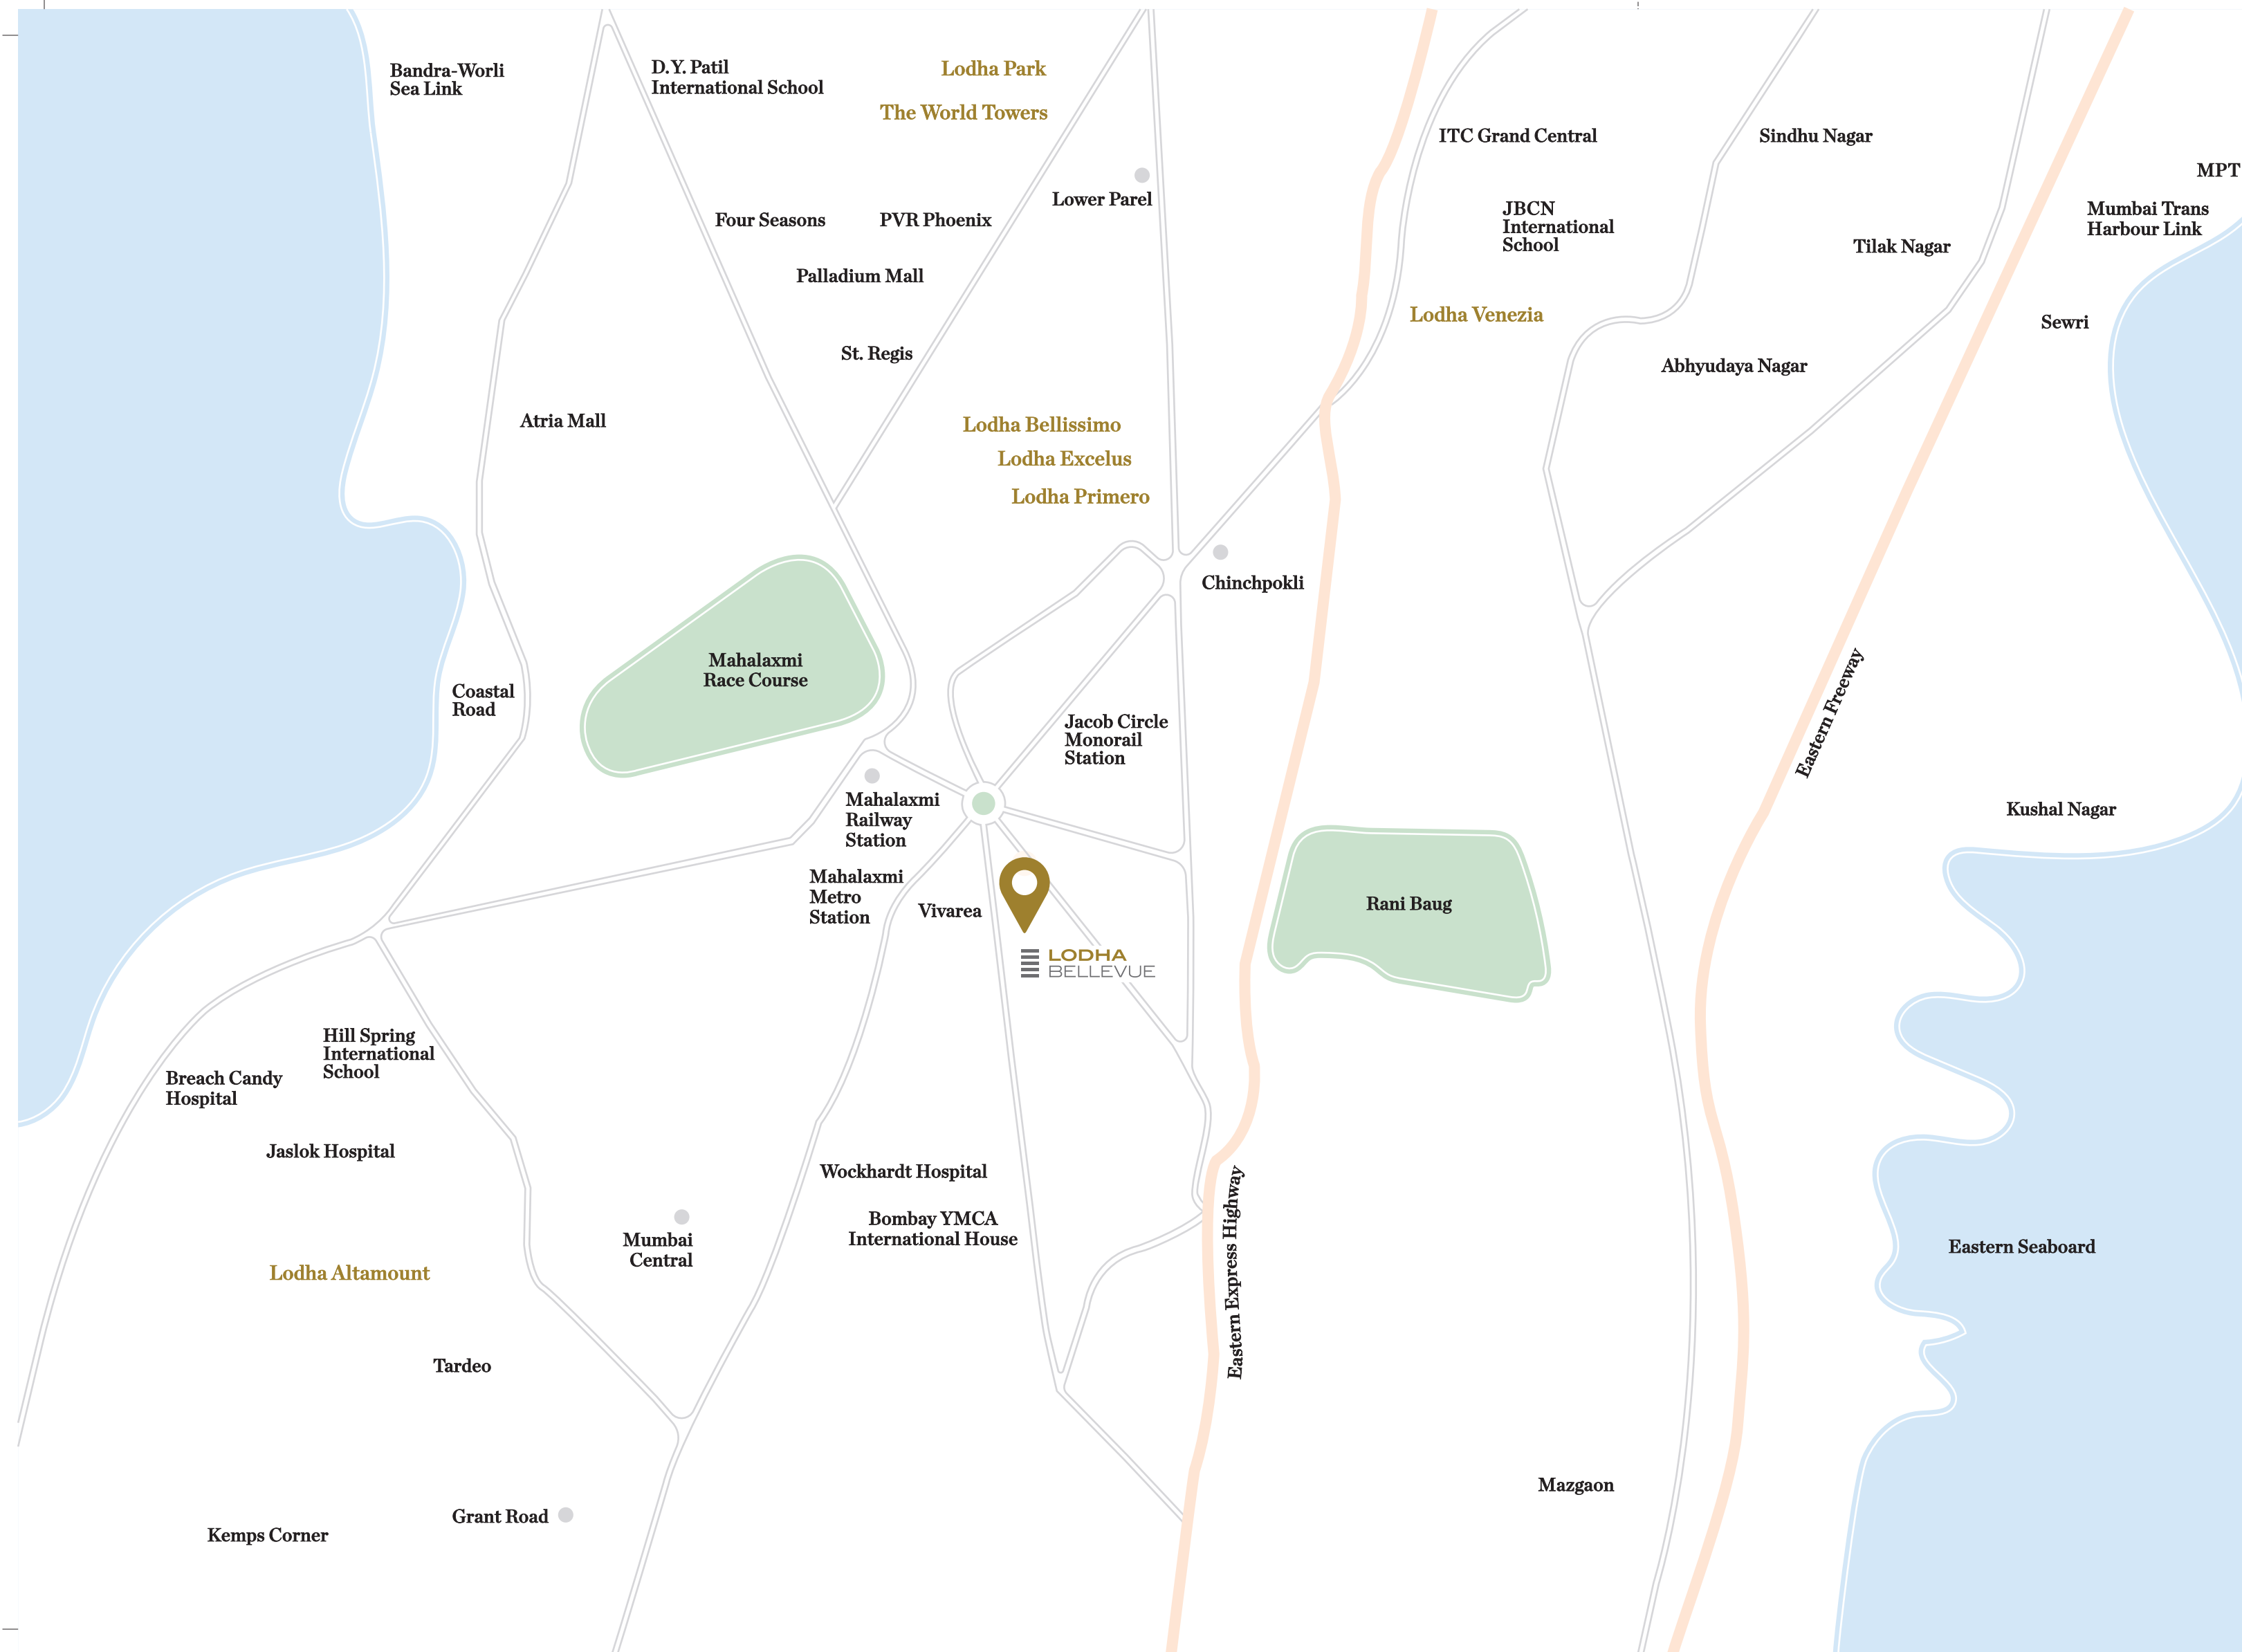 Bandra-Worli
Sea Link
D.Y. Patil
International School
Lodha Park
The World Towers
ITC Grand Central
Sindhu Nagar
MPT
Lower Parel
Four Seasons
PVR Phoenix
JBCN
International
School
Mumbai Trans
Harbour Link
Tilak Nagar
Palladium Mall
Lodha Venezia
Sewri
St. Regis
Abhyudaya Nagar
Atria Mall
Lodha Bellissimo
Lodha Excelus
Lodha Primero
Chinchpokli
Mahalaxmi
Race Course
Coastal
Road
Jacob Circle
Monorail
Station
Eastern Freeway
Mahalaxmi
Railway
Station
Kushal Nagar
Mahalaxmi
Metro
Station
Vivarea
Rani Baug
LODHA
BELLEVUE
Hill Spring
International
School
Breach Candy
Hospital
Jaslok Hospital
Wockhardt Hospital
Bombay YMCA
International House
Mumbai
Central
Eastern Express Highway
Eastern Seaboard
Lodha Altamount
Tardeo
Mazgaon
Grant Road
Kemps Corner